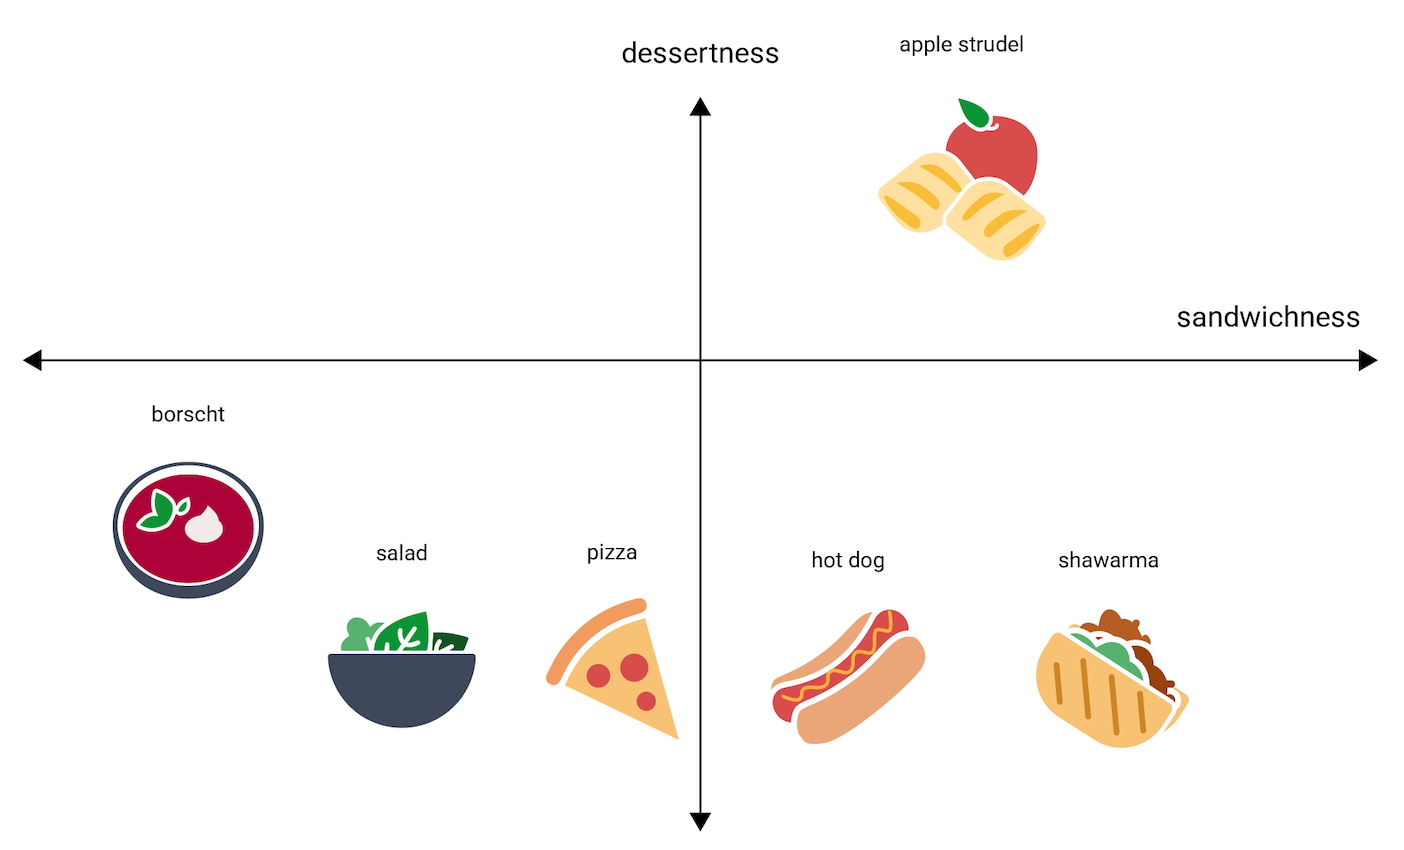 apple strudel
dessertness
sandwichness
borscht
salad
pizza
hot dog
shawarma